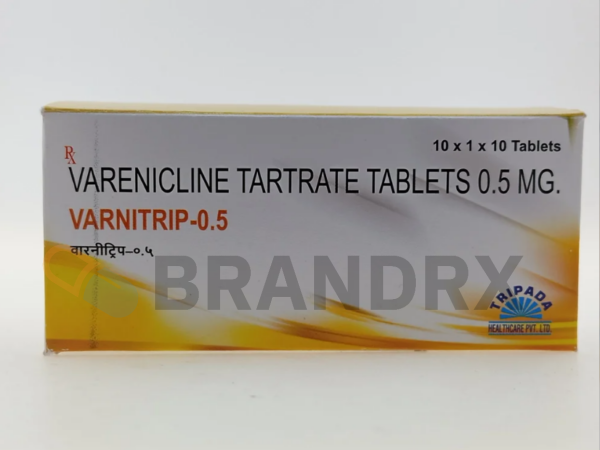 10 x 1 x 10 Tablets
Rx
VARENICLINE TARTRATE TABLETS 0.5 MG.
VARNITRIP-0.5
वारनीट्रिप–०.५
BRANDRX
TRIPADA
HEALTHCARE PVT. LTD.